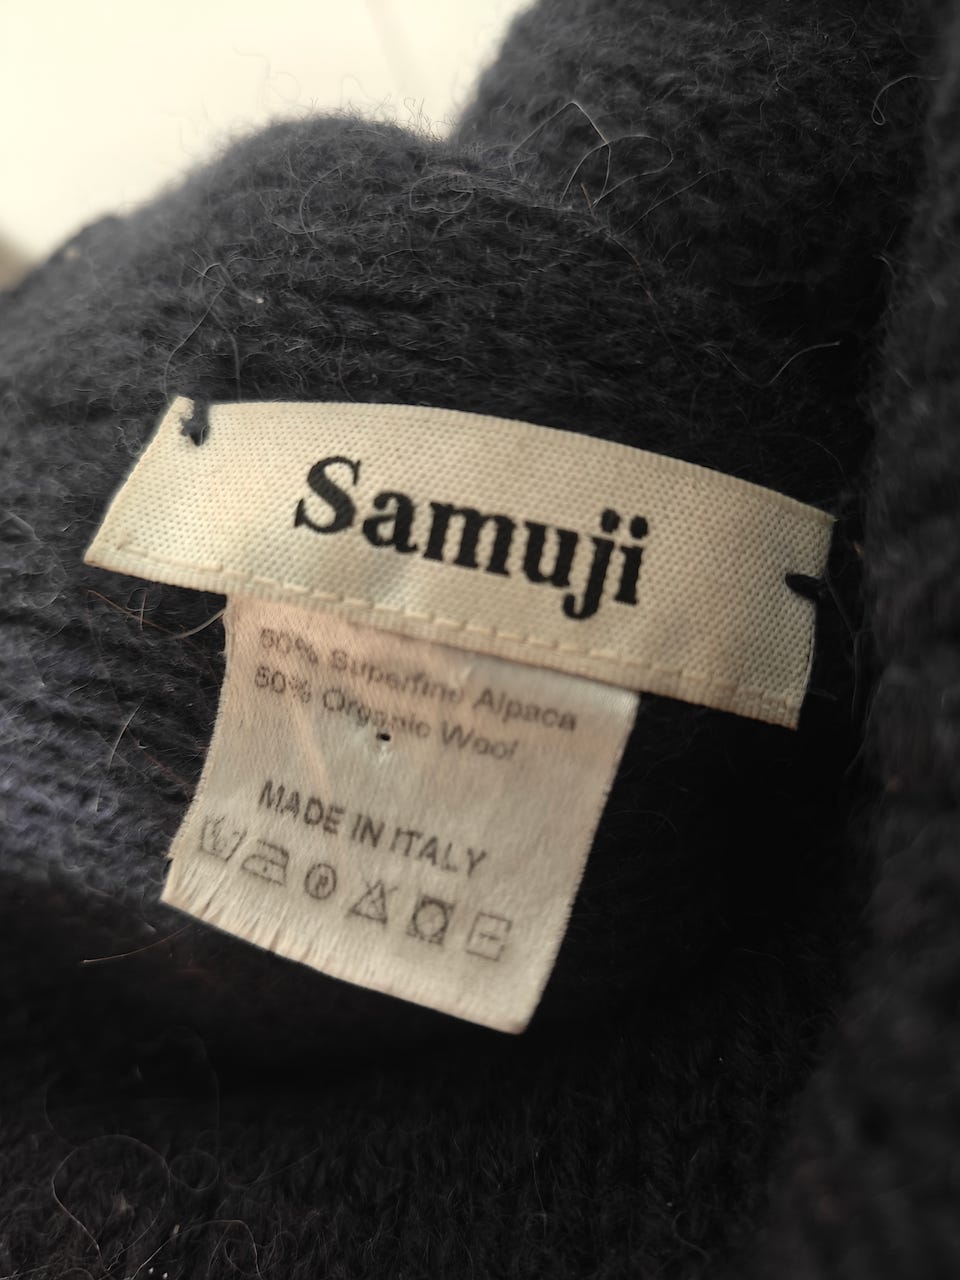 Samuji
50% Superfine Alpaca
50% Organic Wool
MADE IN ITALY